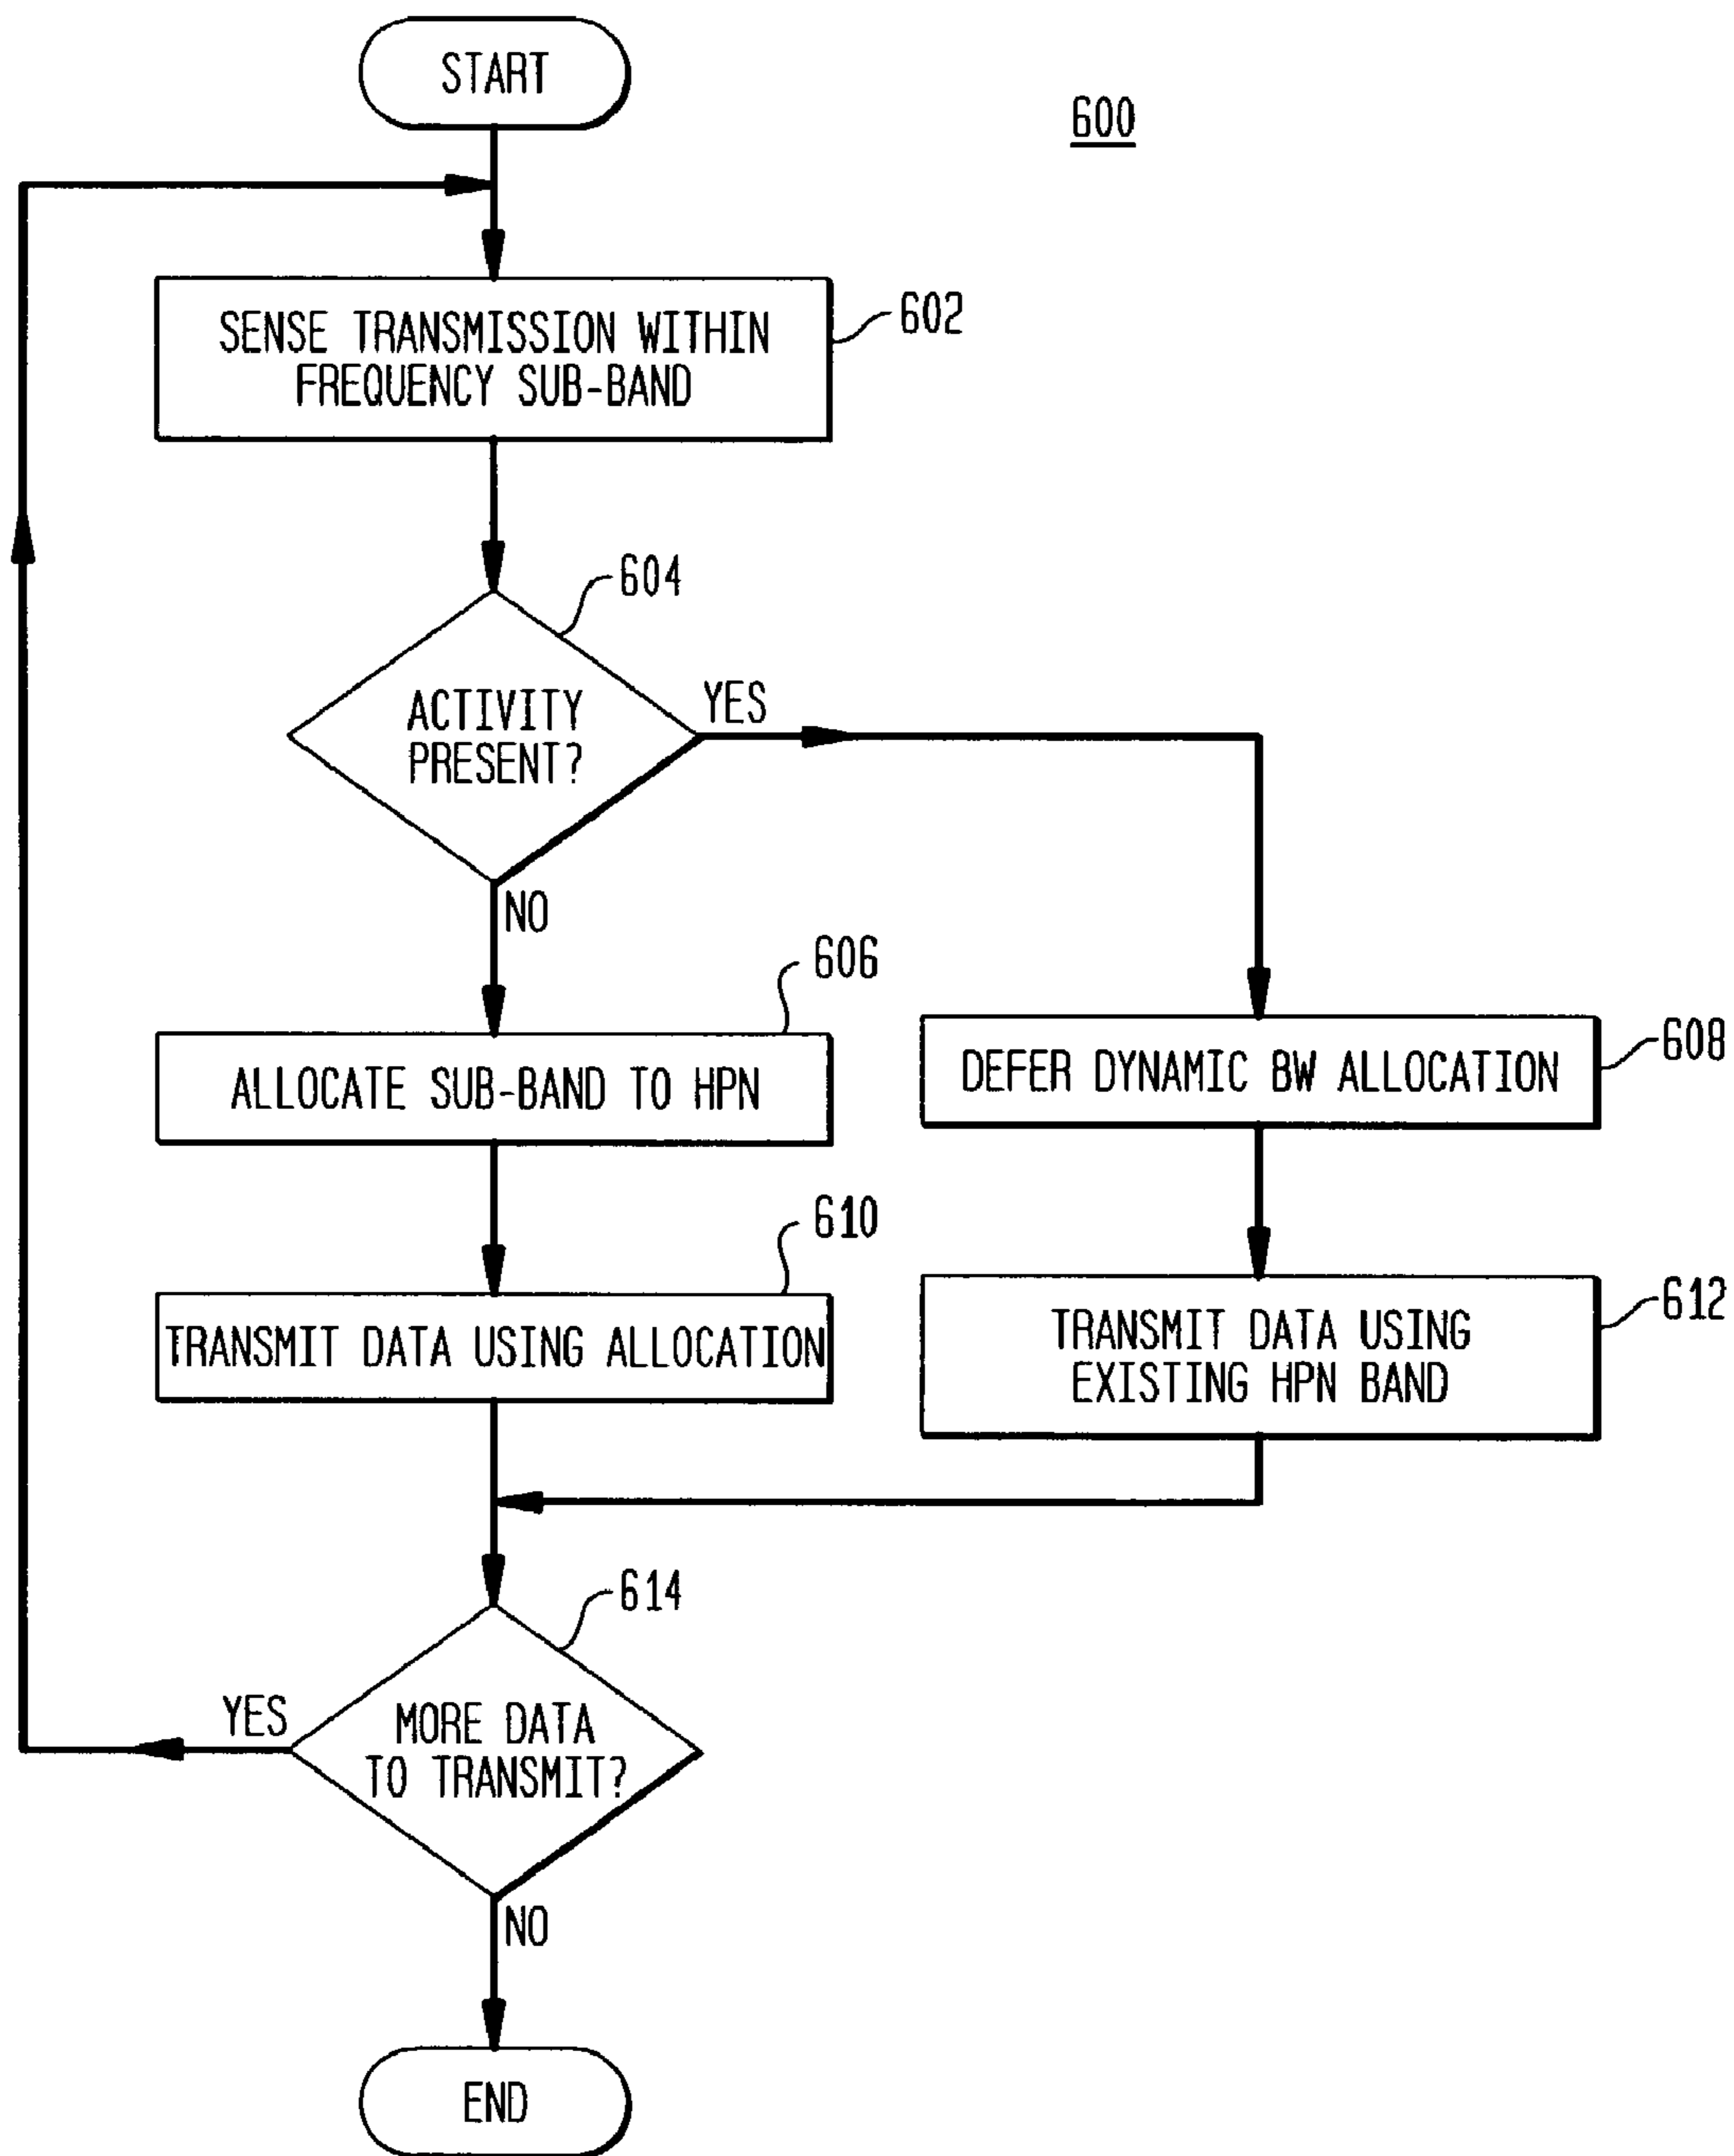 START
600
SENSE TRANSMISSION WITHIN
FREQUENCY SUB-BAND
602
604
ACTIVITY
PRESENT?
YES
NO
606
ALLOCATE SUB-BAND TO HPN
DEFER DYNAMIC BW ALLOCATION
608
610
TRANSMIT DATA USING ALLOCATION
TRANSMIT DATA USING
EXISTING HPN BAND
612
614
MORE DATA
TO TRANSMIT?
YES
NO
END